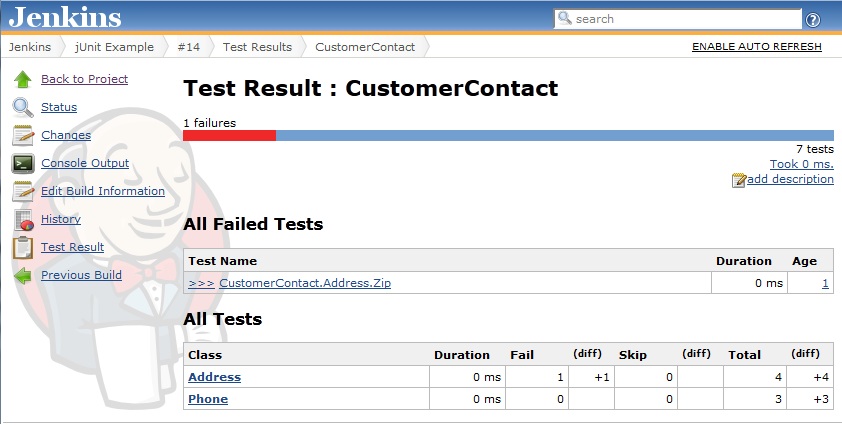 Jenkins
search
?
Jenkins jUnit Example #14 Test Results CustomerContact ENABLE AUTO REFRESH
Back to Project
Status
Changes
Console Output
Edit Build Information
History
Test Result
Previous Build
Test Result : CustomerContact
1 failures
7 tests
Took 0 ms.
add description
All Failed Tests
Test Name Duration Age
>>> CustomerContact.Address.Zip 0 ms 1
All Tests
Class Duration Fail (diff) Skip (diff) Total (diff)
Address 0 ms 1 +1 0 4 +4
Phone 0 ms 0 0 3 +3